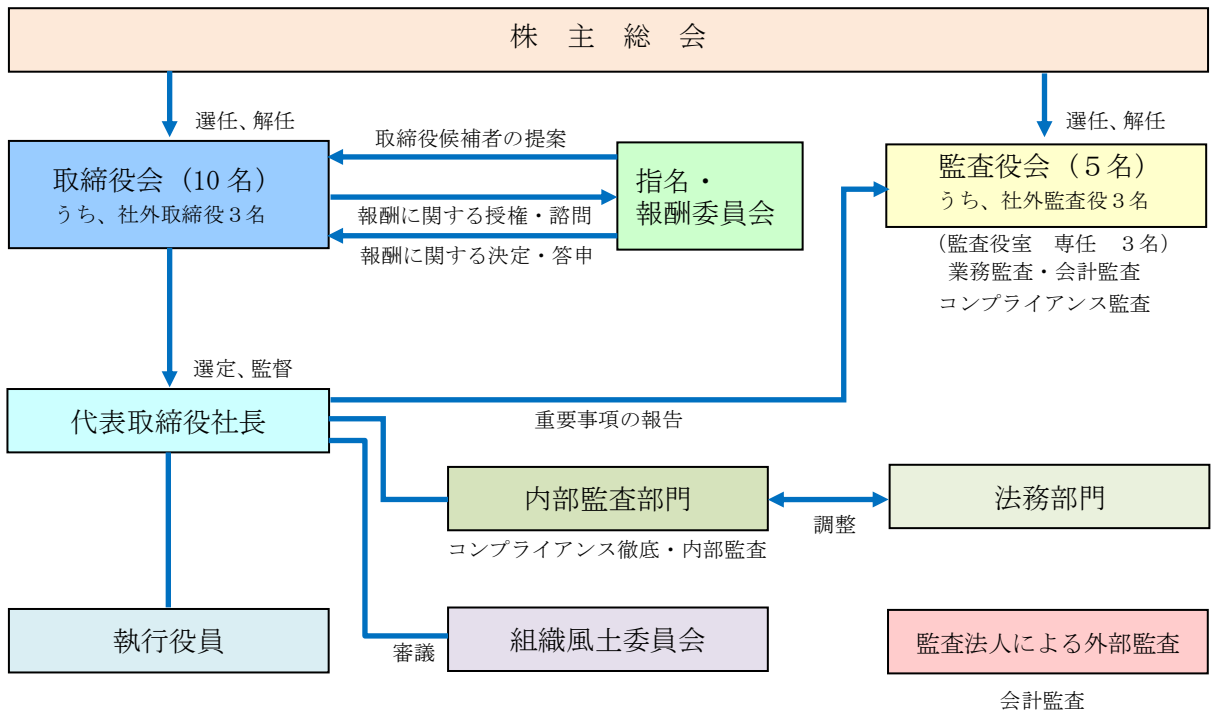 株　主　総　会
選任、解任
選任、解任
取締役候補者の提案
取締役会（10 名）
うち、社外取締役３名
指名・
報酬委員会
監査役会（５名）
うち、社外監査役３名
報酬に関する授権・諮問
報酬に関する決定・答申
（監査役室　専任　３名）
業務監査・会計監査
コンプライアンス監査
選定、監督
代表取締役社長
重要事項の報告
内部監査部門
法務部門
調整
コンプライアンス徹底・内部監査
執行役員
組織風土委員会
審議
監査法人による外部監査
会計監査